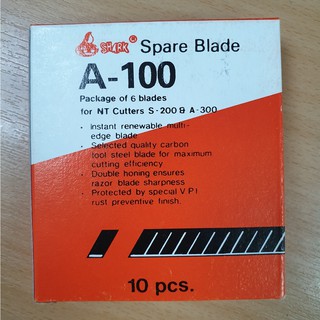 SPARK® Spare Blade
A-100
Package of 6 blades
for NT Cutters S-200 & A-300
• Instant renewable multi-
edge blade
• Selected quality carbon
tool steel blade for maximum
cutting efficiency
• Double honing ensures
razor blade sharpness
• Protected by special V.P.I
rust preventive finish.
10 pcs.